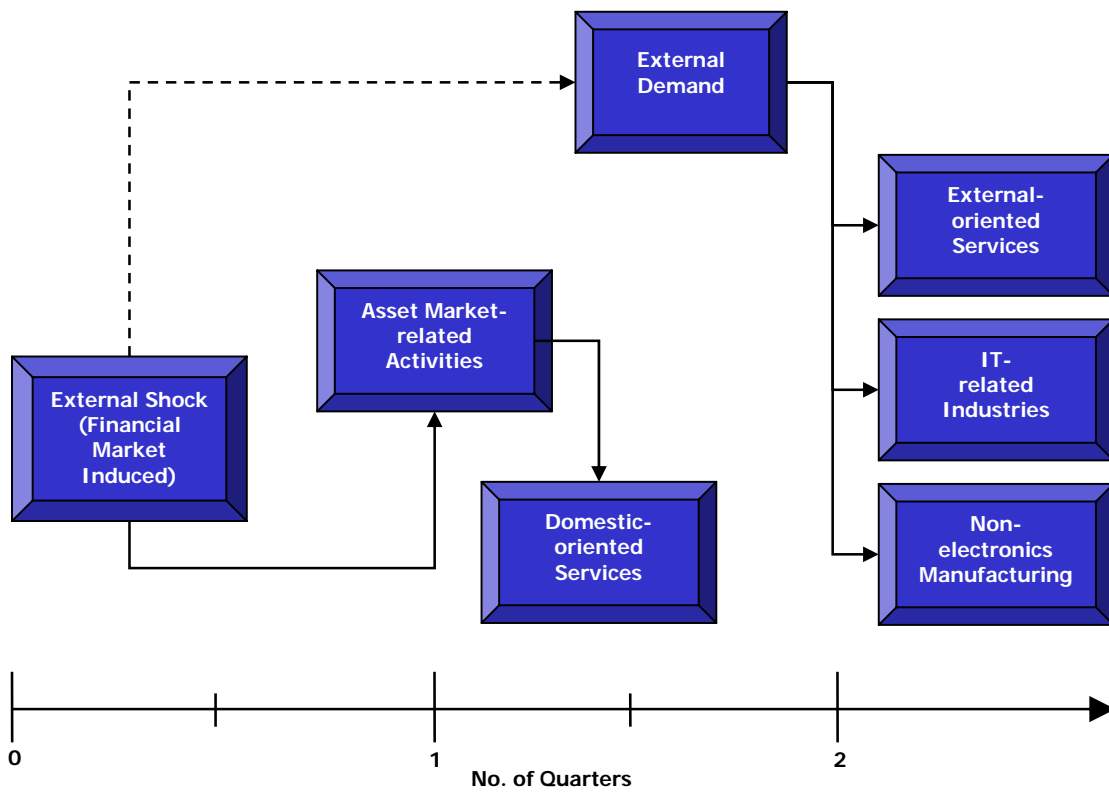 External
Demand
External-
oriented
Services
Asset Market-
related
Activities
IT-
related
Industries
External Shock
(Financial
Market
Induced)
Domestic-
oriented
Services
Non-
electronics
Manufacturing
0
1
2
No. of Quarters